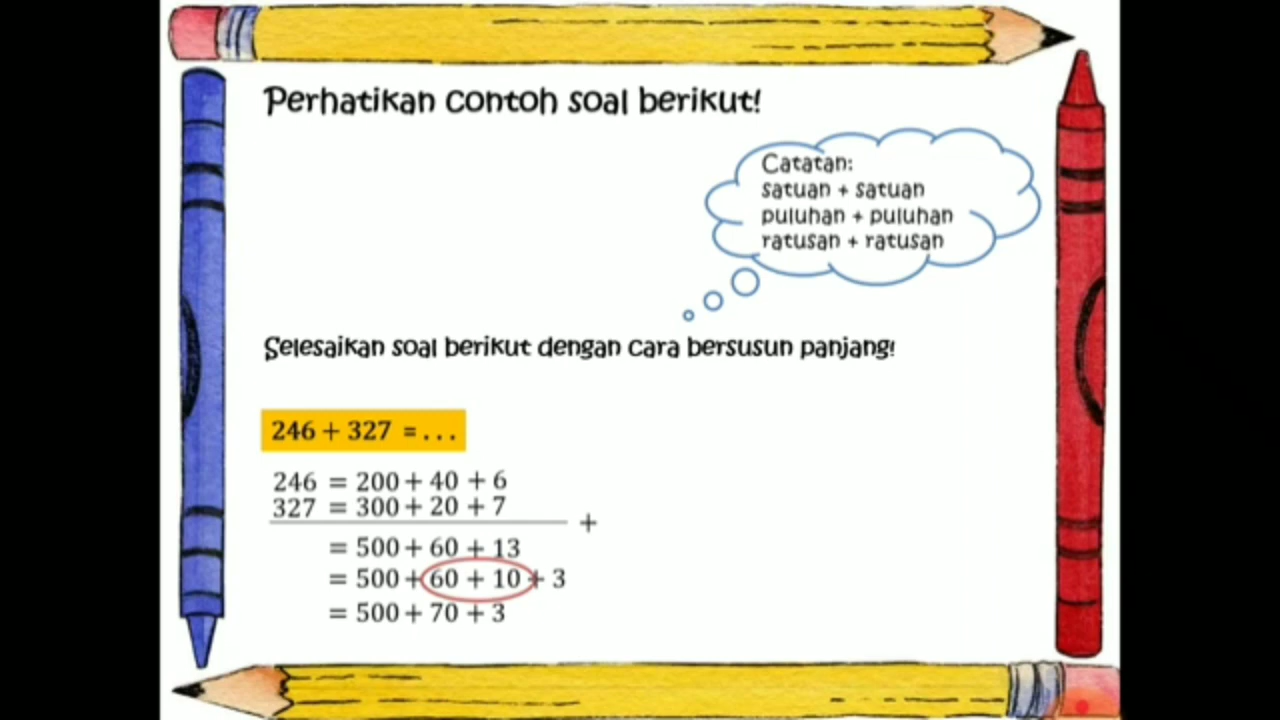 Perhatikan contoh soal berikut!
Catatan:
satuan + satuan
puluhan + puluhan
ratusan + ratusan
Selesaikan soal berikut dengan cara bersusun panjang!
246 + 327 = . . .
246 = 200 + 40 + 6
327 = 300 + 20 + 7
+
= 500 + 60 + 13
= 500 + 60 + 10 + 3
= 500 + 70 + 3